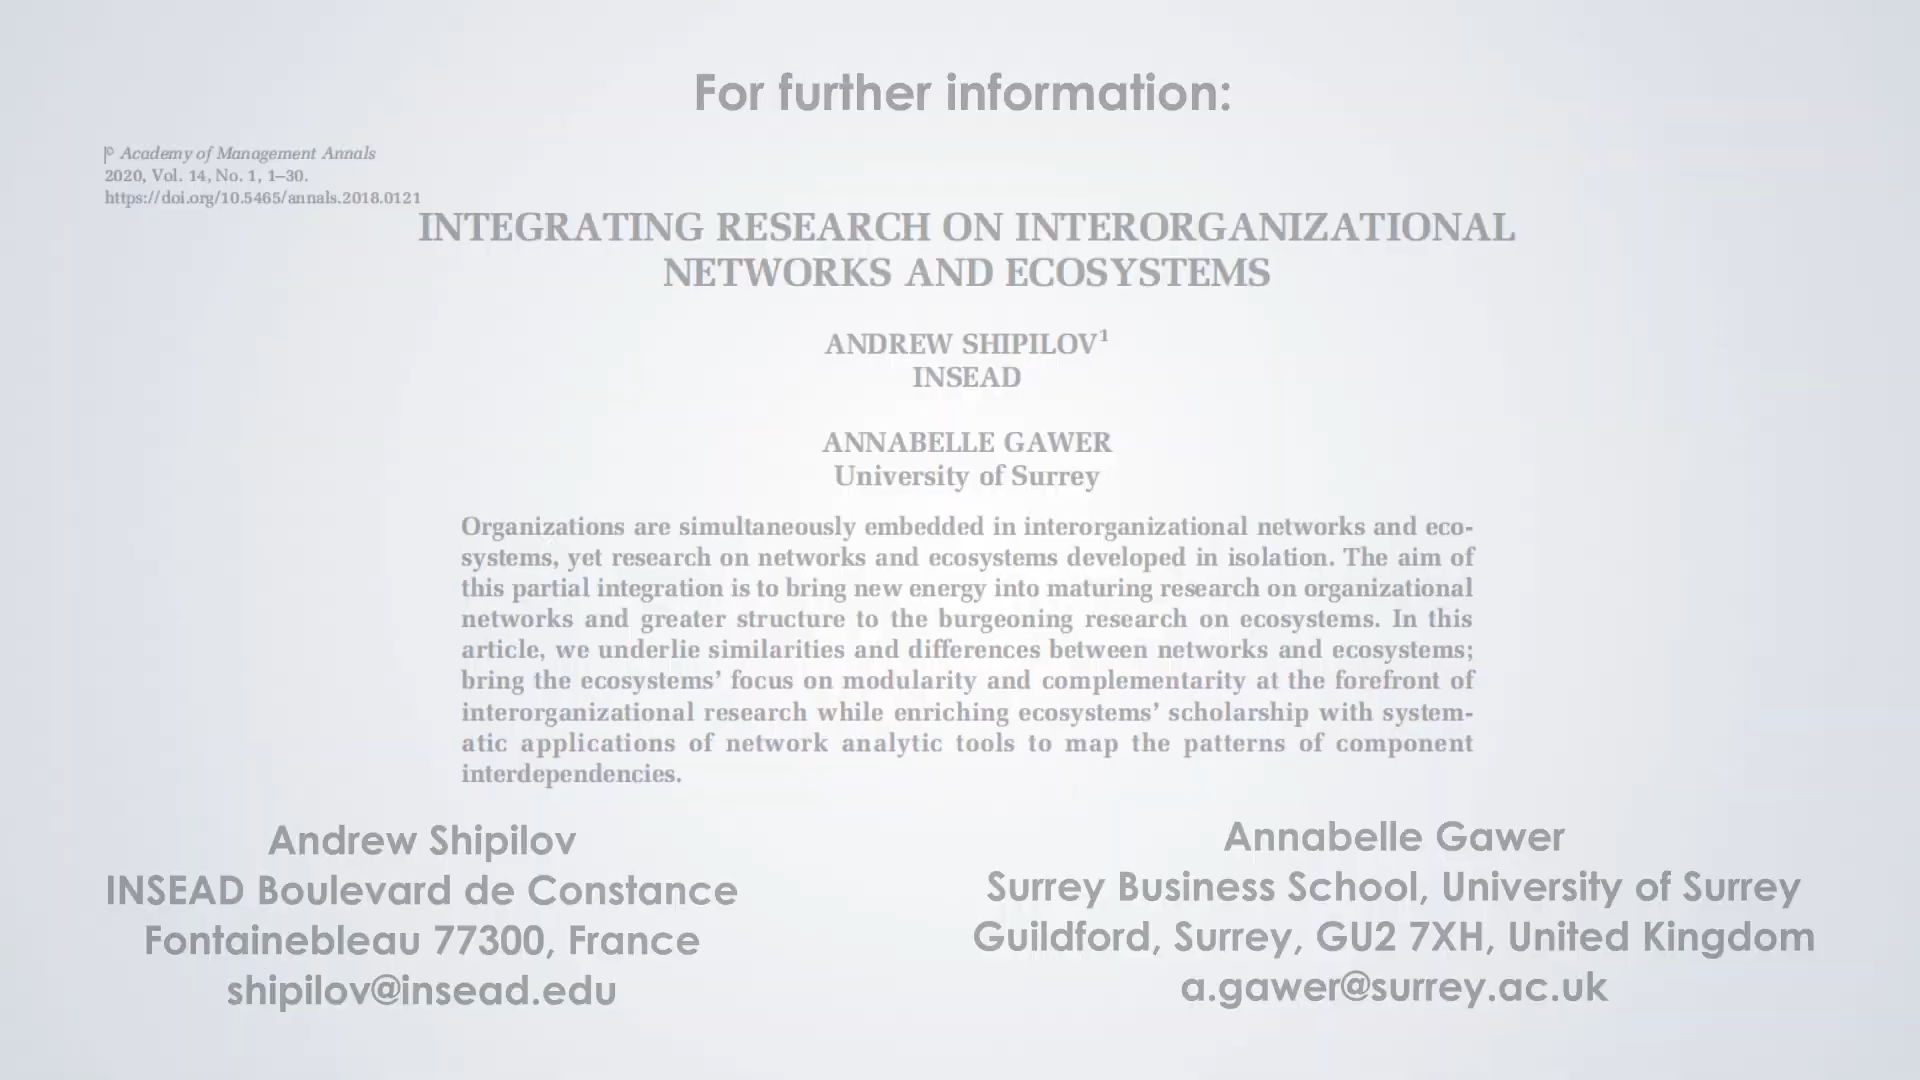 For further information:
© Academy of Management Annals
2020, Vol. 14, No. 1, 1–30.
https://doi.org/10.5465/annals.2018.0121
INTEGRATING RESEARCH ON INTERORGANIZATIONAL
NETWORKS AND ECOSYSTEMS
ANDREW SHIPILOV¹
INSEAD
ANNABELLE GAWER
University of Surrey
Organizations are simultaneously embedded in interorganizational networks and eco-
systems, yet research on networks and ecosystems developed in isolation. The aim of
this partial integration is to bring new energy into maturing research on organizational
networks and greater structure to the burgeoning research on ecosystems. In this
article, we underlie similarities and differences between networks and ecosystems;
bring the ecosystems’ focus on modularity and complementarity at the forefront of
interorganizational research while enriching ecosystems’ scholarship with system-
atic applications of network analytic tools to map the patterns of component
interdependencies.
Andrew Shipilov
INSEAD Boulevard de Constance
Fontainebleau 77300, France
shipilov@insead.edu
Annabelle Gawer
Surrey Business School, University of Surrey
Guildford, Surrey, GU2 7XH, United Kingdom
a.gawer@surrey.ac.uk